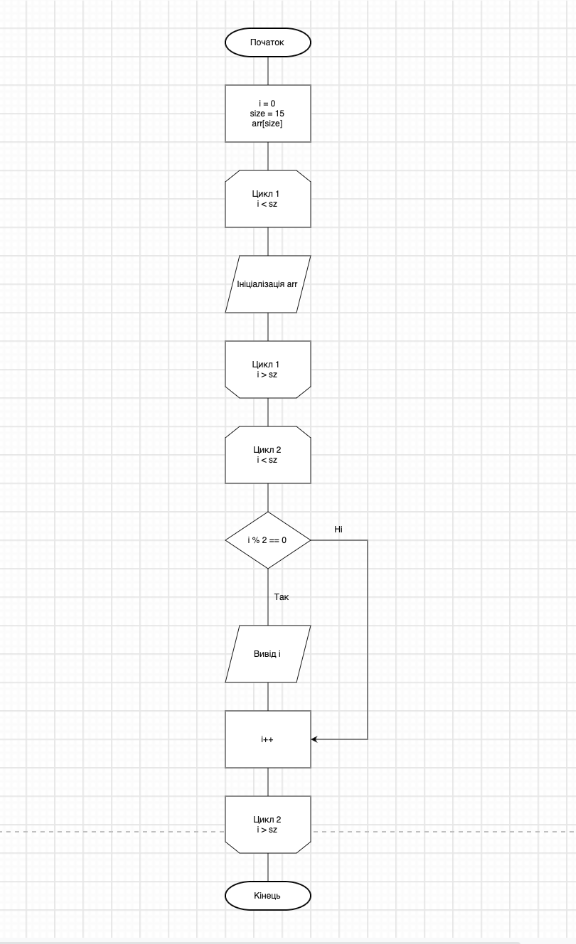 Початок
i = 0
size = 15
arr[size]
Цикл 1
i < sz
Ініціалізація arr
Цикл 1
i > sz
Цикл 2
i < sz
Ні
i % 2 == 0
Так
Вивід i
i++
Цикл 2
i > sz
Кінець